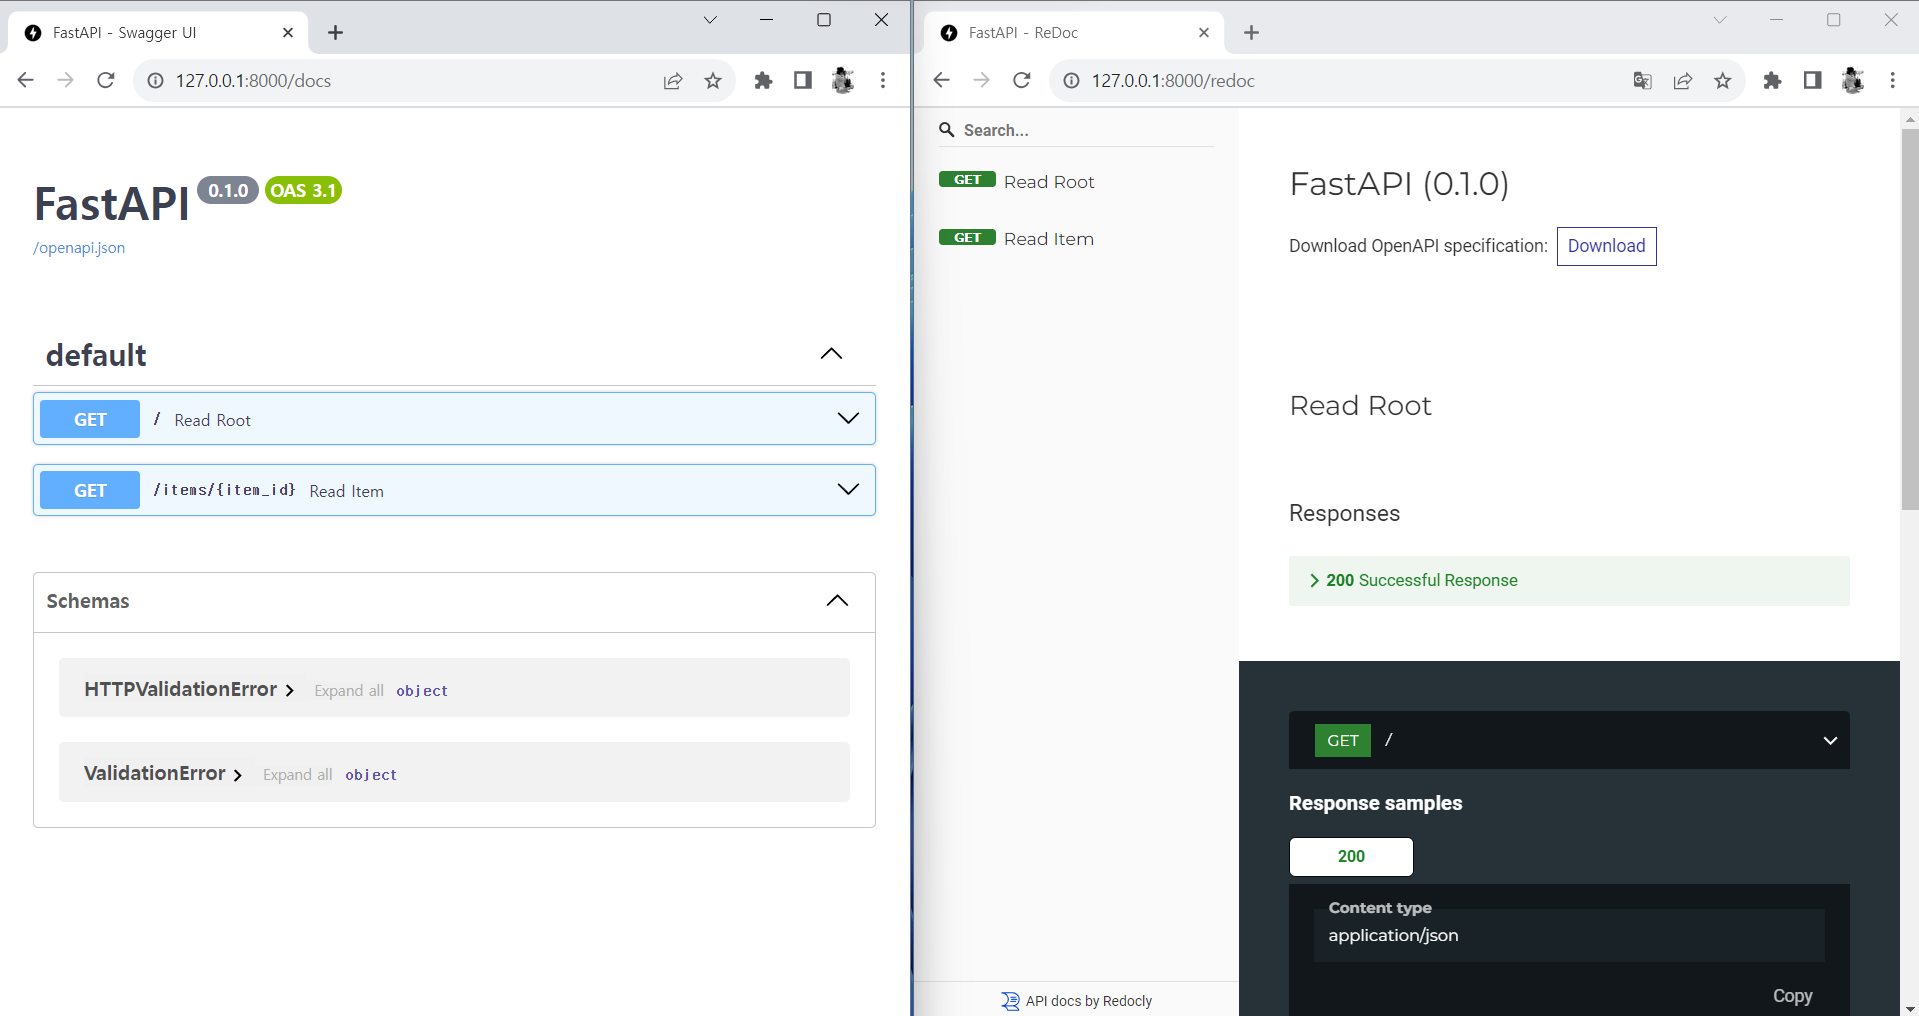 FastAPI - Swagger UI
127.0.0.1:8000/docs
FastAPI 0.1.0 OAS 3.1
/openapi.json
default
GET / Read Root
GET /items/{item_id} Read Item
Schemas
HTTPValidationError Expand all object
ValidationError Expand all object
FastAPI - ReDoc
127.0.0.1:8000/redoc
Search...
GET Read Root
GET Read Item
API docs by Redocly
FastAPI (0.1.0)
Download OpenAPI specification: Download
Read Root
Responses
200 Successful Response
GET /
Response samples
200
Content type
application/json
Copy